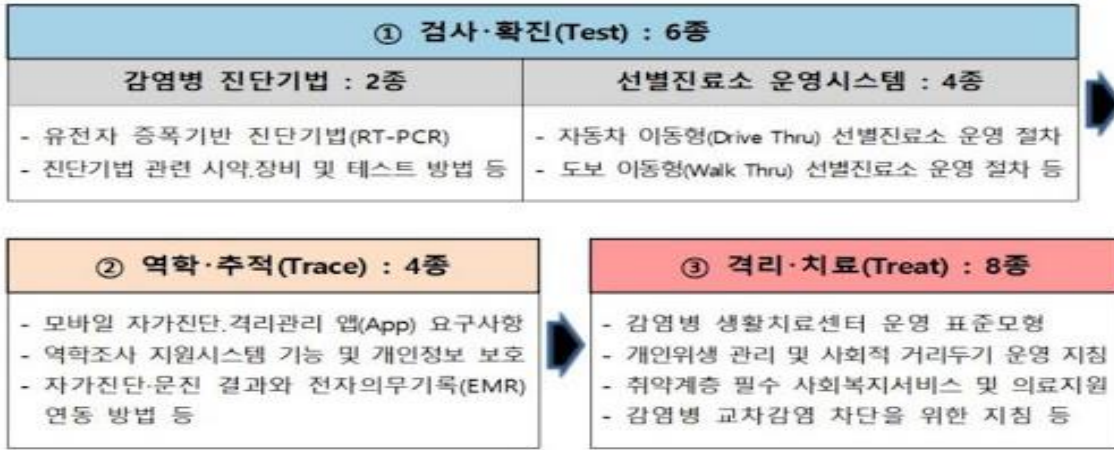 ① 검사·확진(Test) : 6종
감염병 진단기법 : 2종
- 유전자 증폭기반 진단기법(RT-PCR)
- 진단기법 관련 시약.장비 및 테스트 방법 등
선별진료소 운영시스템 : 4종
- 자동차 이동형(Drive Thru) 선별진료소 운영 절차
- 도보 이동형(Walk Thru) 선별진료소 운영 절차 등
② 역학·추적(Trace) : 4종
- 모바일 자가진단.격리관리 앱(App) 요구사항
- 역학조사 지원시스템 기능 및 개인정보 보호
- 자가진단·문진 결과와 전자의무기록(EMR)
연동 방법 등
③ 격리·치료(Treat) : 8종
- 감염병 생활치료센터 운영 표준모형
- 개인위생 관리 및 사회적 거리두기 운영 지침
- 취약계층 필수 사회복지서비스 및 의료지원
- 감염병 교차감염 차단을 위한 지침 등